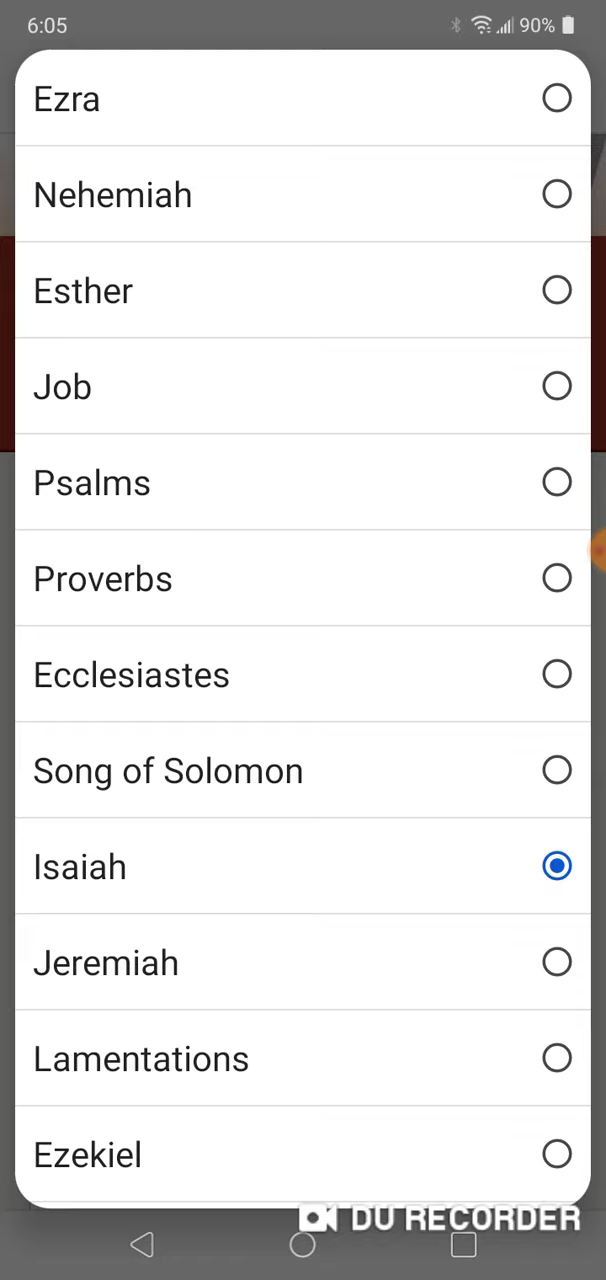 6:05 90%
Ezra
Nehemiah
Esther
Job
Psalms
Proverbs
Ecclesiastes
Song of Solomon
Isaiah
Jeremiah
Lamentations
Ezekiel
DU RECORDER